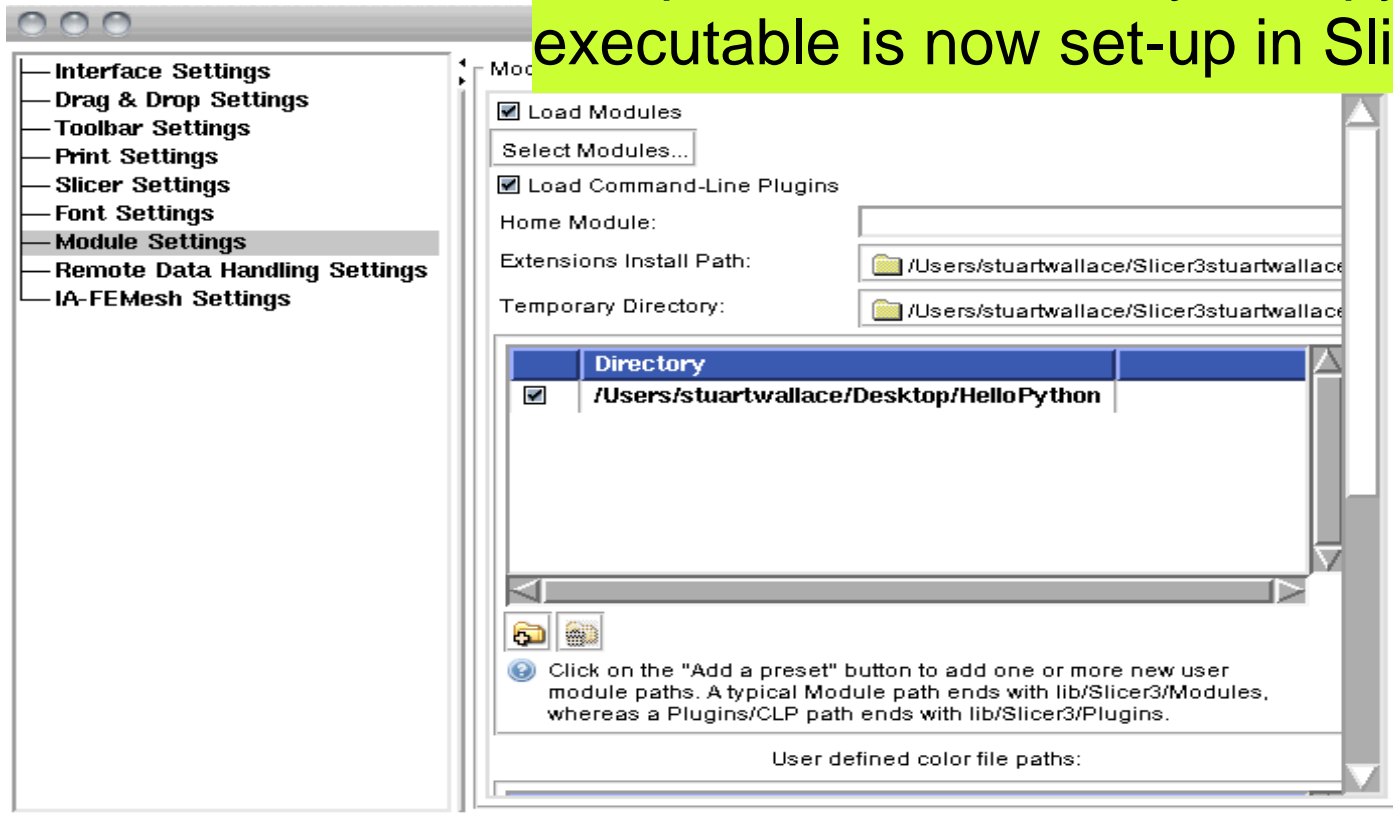 executable is now set-up in Sli
Interface Settings
Drag & Drop Settings
Toolbar Settings
Print Settings
Slicer Settings
Font Settings
Module Settings
Remote Data Handling Settings
IA-FEMesh Settings
Load Modules
Select Modules...
Load Command-Line Plugins
Home Module:
Extensions Install Path: /Users/stuartwallace/Slicer3stuartwallace
Temporary Directory: /Users/stuartwallace/Slicer3stuartwallace
Directory
/Users/stuartwallace/Desktop/HelloPython
Click on the "Add a preset" button to add one or more new user
module paths. A typical Module path ends with lib/Slicer3/Modules,
whereas a Plugins/CLP path ends with lib/Slicer3/Plugins.
User defined color file paths: